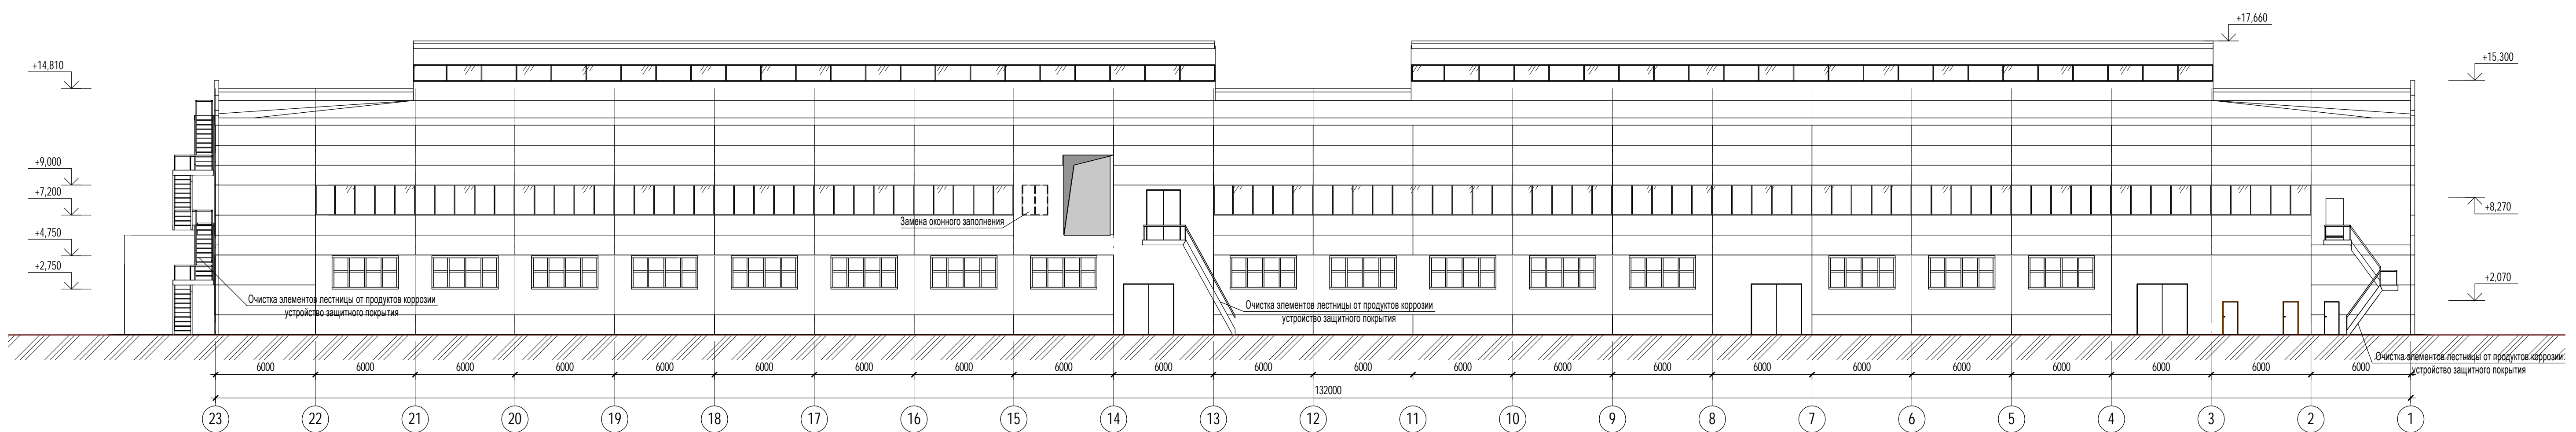 +17,660
+14,810
+15,300
+9,000
+7,200
+8,270
Замена оконного заполнения
+4,750
+2,750
+2,070
Очистка элементов лестницы от продуктов коррозии
устройство защитного покрытия
Очистка элементов лестницы от продуктов коррозии
устройство защитного покрытия
Очистка элементов лестницы от продуктов коррозии
устройство защитного покрытия
6000 6000 6000 6000 6000 6000 6000 6000 6000 6000 6000 6000 6000 6000 6000 6000 6000 6000 6000 6000 6000 6000
132000
23 22 21 20 19 18 17 16 15 14 13 12 11 10 9 8 7 6 5 4 3 2 1